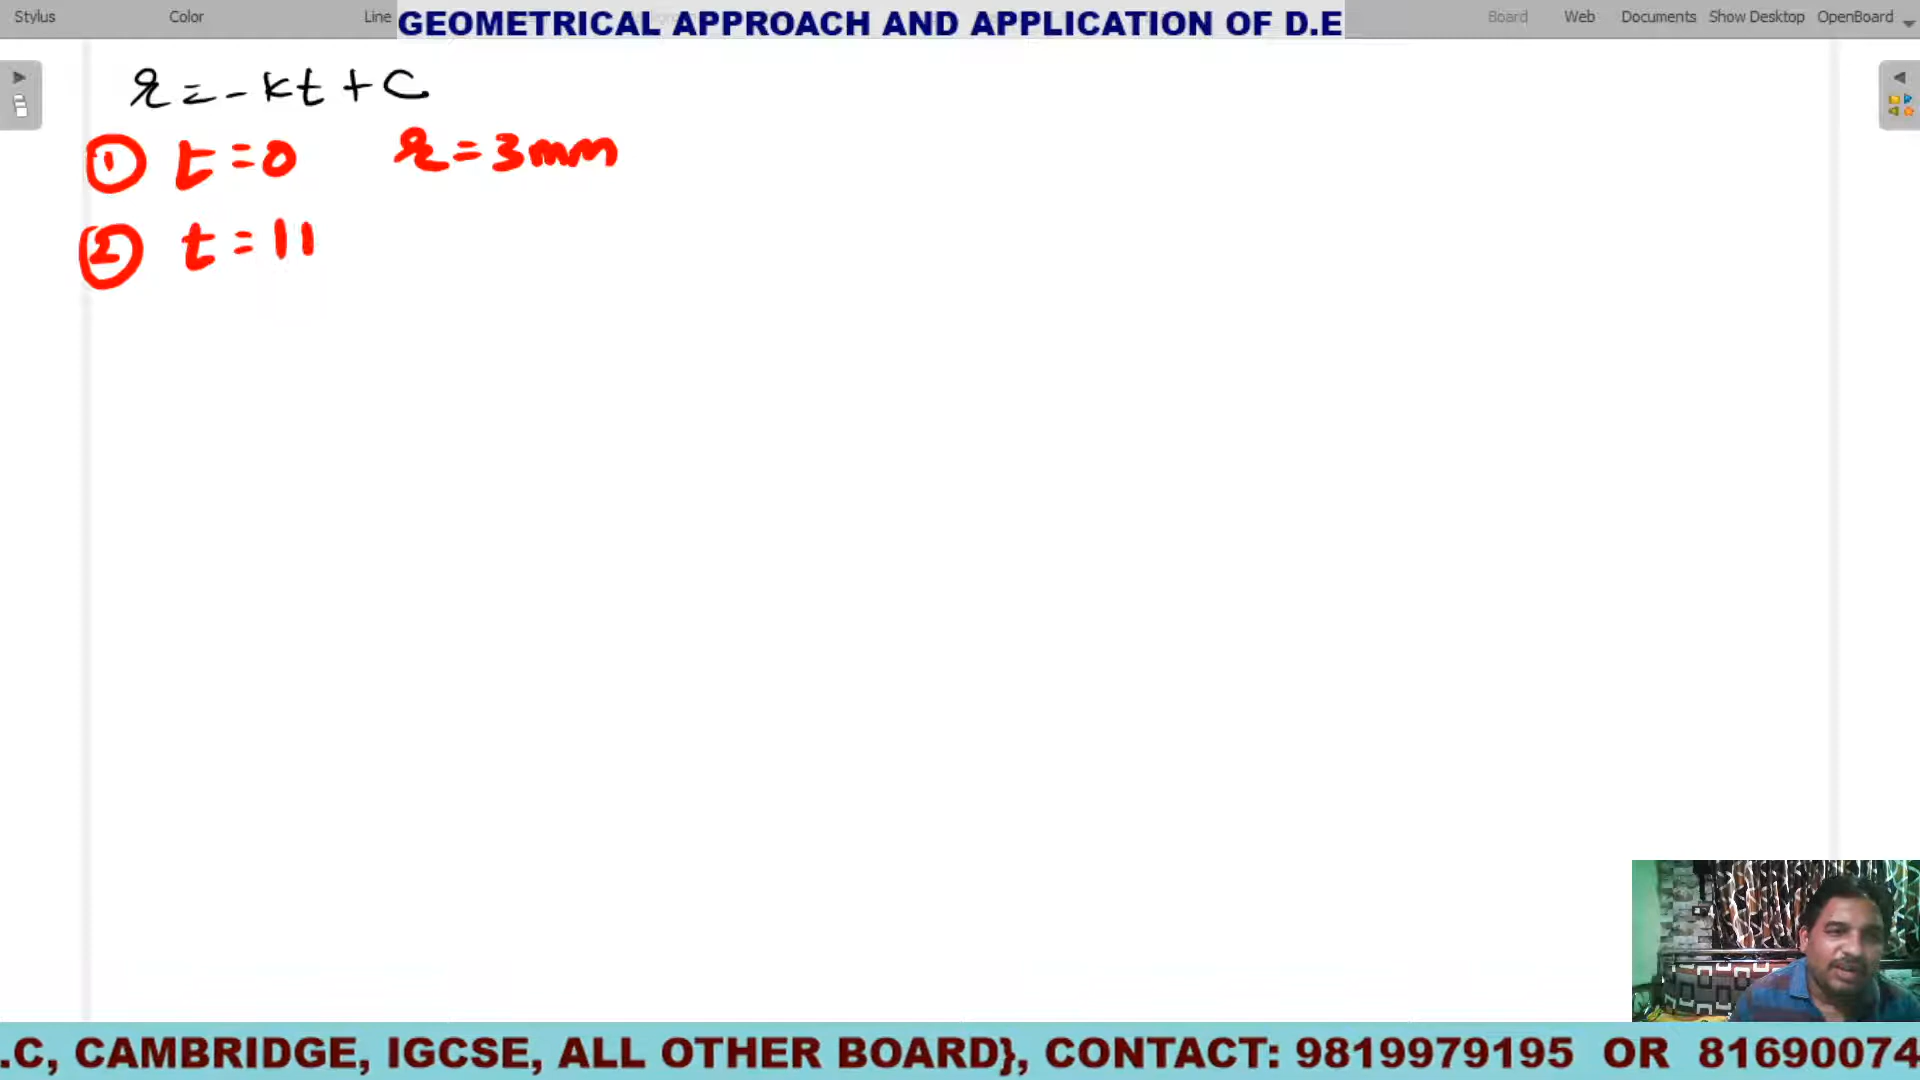 Stylus Color Line GEOMETRICAL APPROACH AND APPLICATION OF D.E Board Web Documents Show Desktop OpenBoard
r = -kt + C
① t = 0 r = 3mm
② t = 11
.C, CAMBRIDGE, IGCSE, ALL OTHER BOARD}, CONTACT: 9819979195 OR 81690074